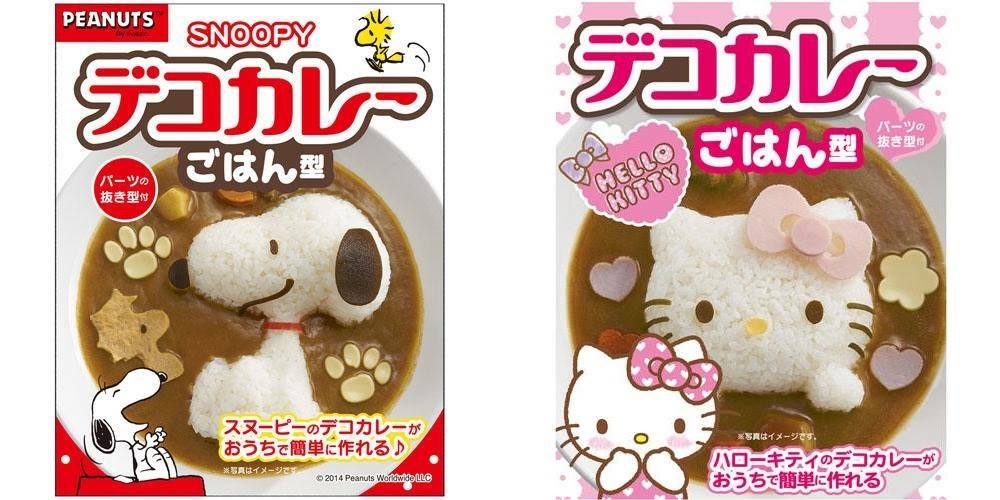 PEANUTS
SNOOPY
デコカレー
ごはん型
パーツの
抜き型付
スヌーピーのデコカレーが
おうちで簡単に作れる♪
※写真はイメージです。
© 2014 Peanuts Worldwide LLC
デコカレー
ごはん型
パーツの
抜き型付
HELLO
KITTY
※写真はイメージです。
ハローキティのデコカレーが
おうちで簡単に作れる